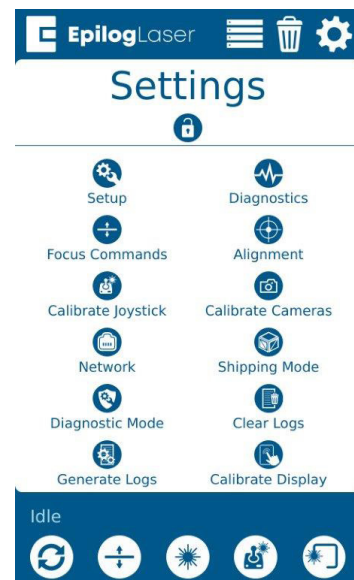 EpilogLaser
Settings
Setup
Diagnostics
Focus Commands
Alignment
Calibrate Joystick
Calibrate Cameras
Network
Shipping Mode
Diagnostic Mode
Clear Logs
Generate Logs
Calibrate Display
Idle